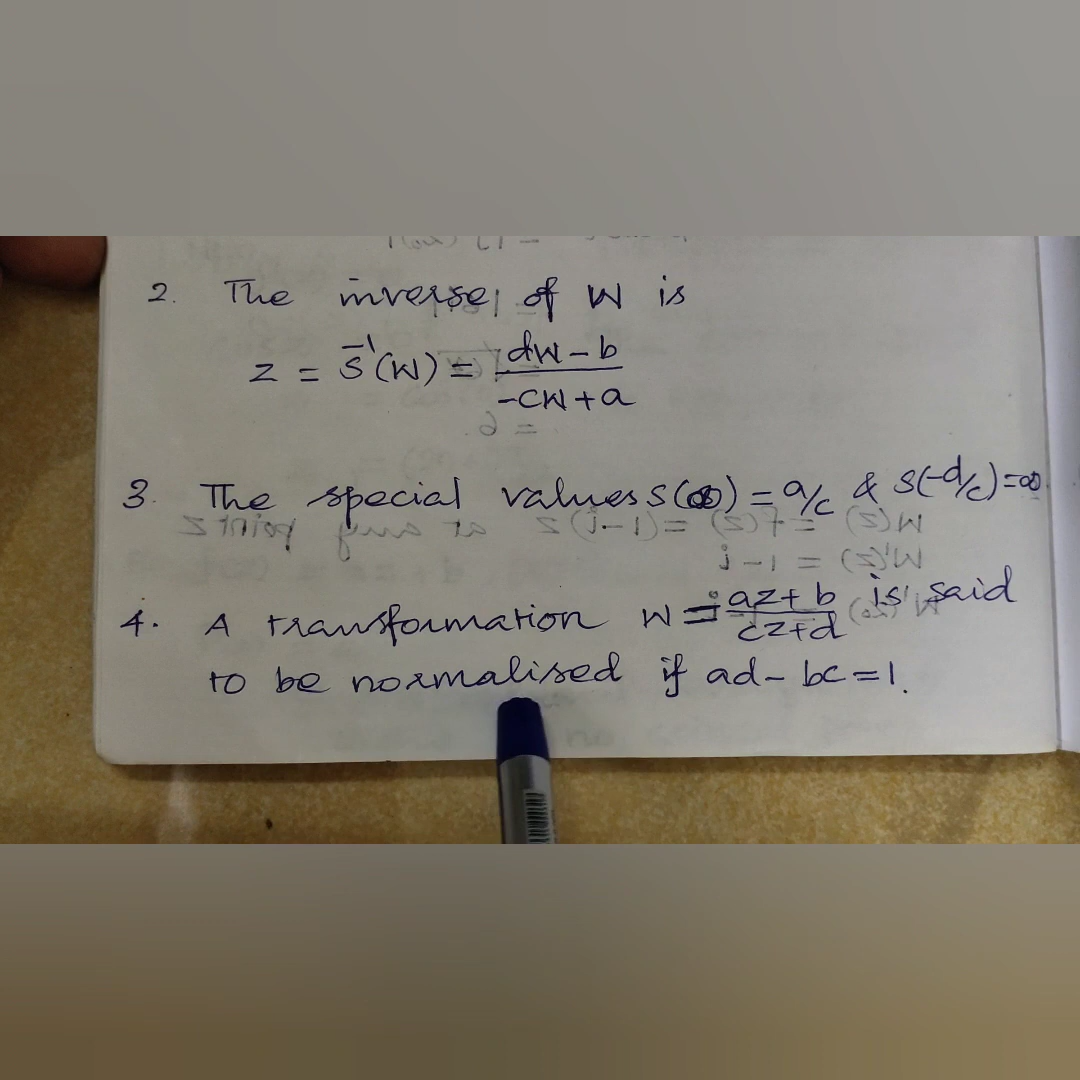 2. The inverse of W is
z = S⁻¹(W) = dW - b / -cW + a
3. The special values S(∞) = a/c & S(-d/c) = ∞
4. A transformation W = az + b / cz + d is said
to be normalised if ad - bc = 1.